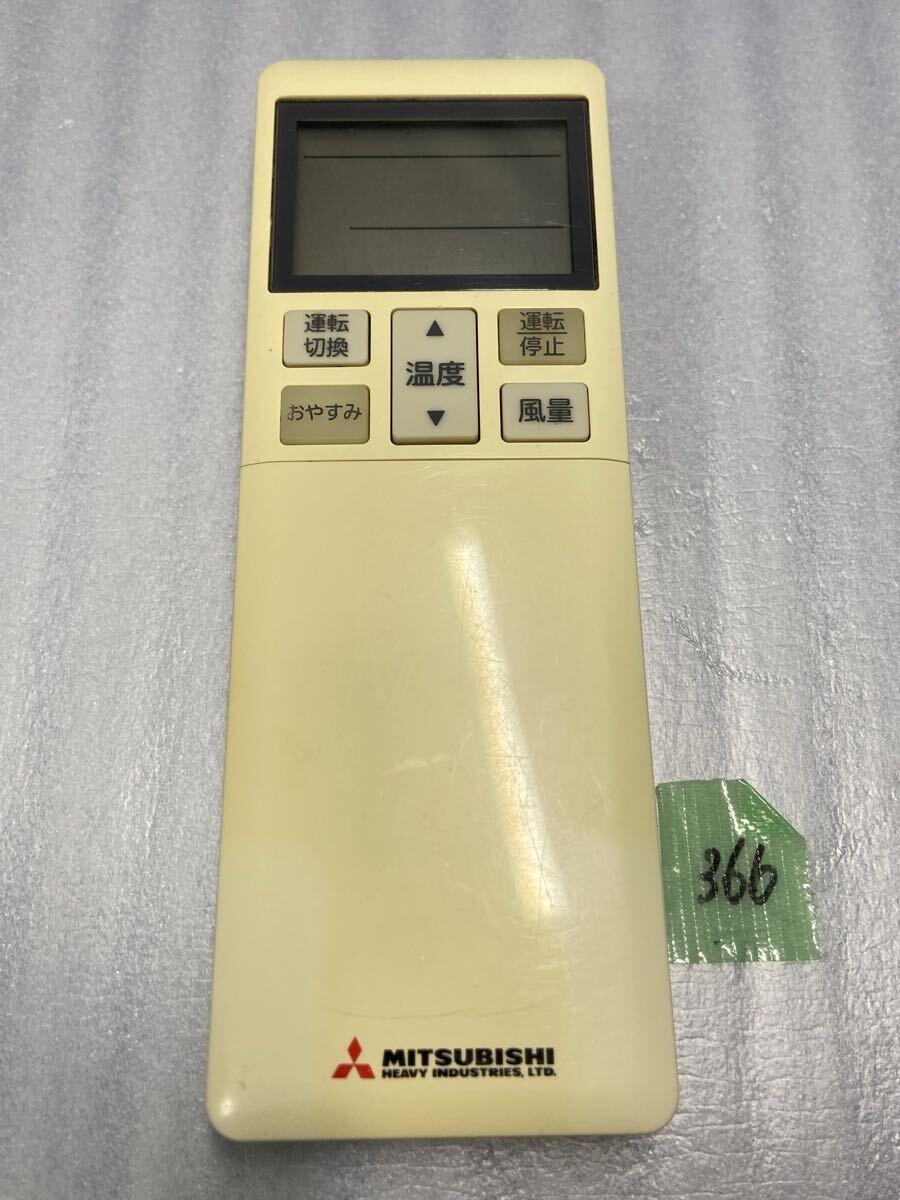 運転
切換
▲
温度
▼
運転
停止
おやすみ
風量
366
MITSUBISHI
HEAVY INDUSTRIES, LTD.